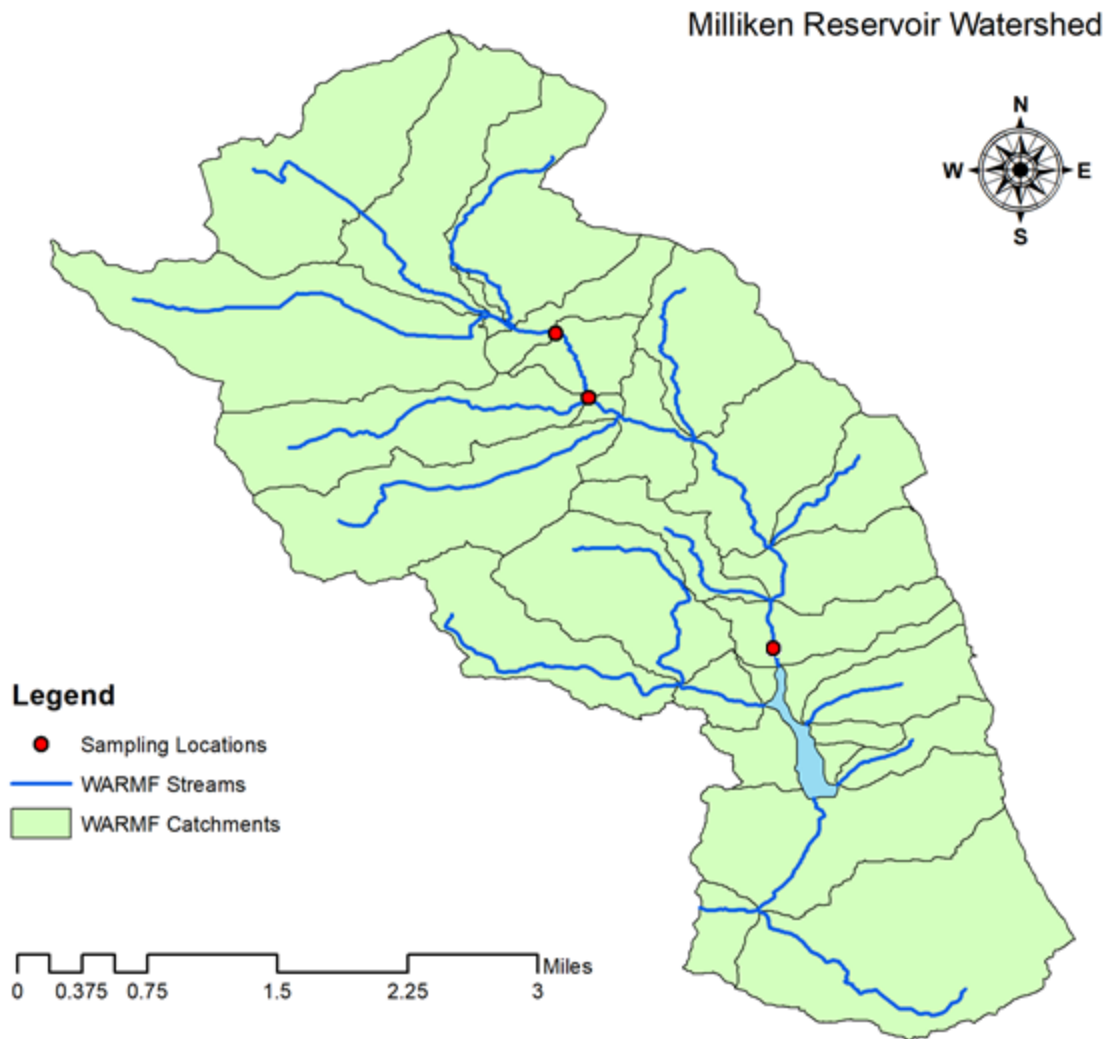 Milliken Reservoir Watershed
N
W E
S
Legend
Sampling Locations
WARMF Streams
WARMF Catchments
Miles
0 0.375 0.75 1.5 2.25 3